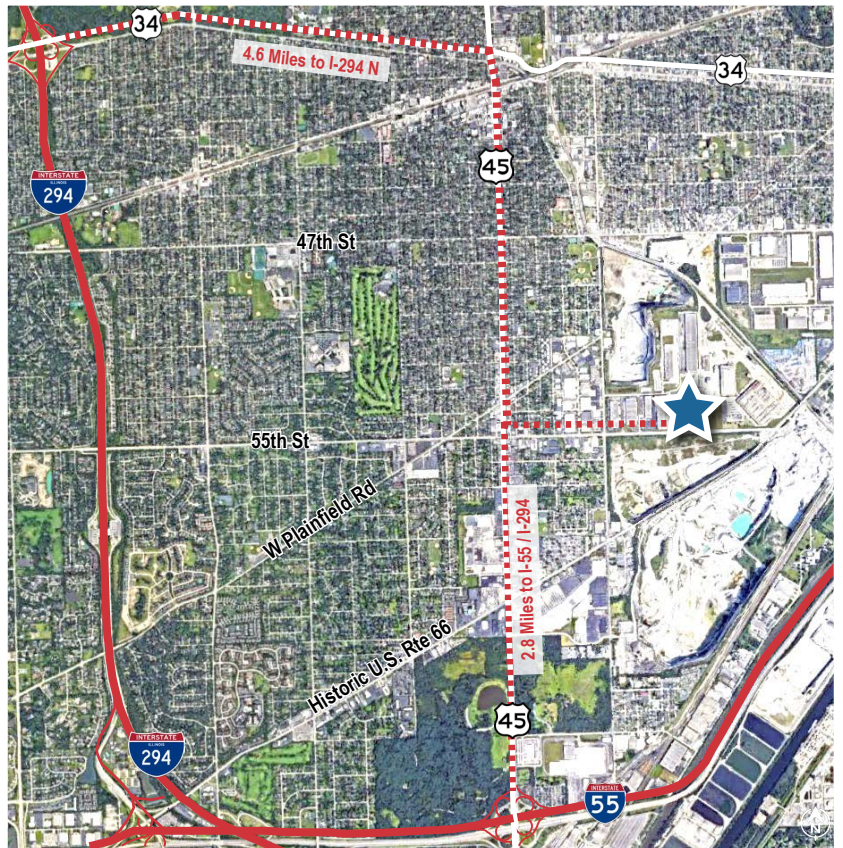 34
4.6 Miles to I-294 N
34
45
INTERSTATE
ILLINOIS
294
47th St
55th St
W Plainfield Rd
2.8 Miles to I-55 / I-294
Historic U.S. Rte 66
45
INTERSTATE
ILLINOIS
294
INTERSTATE
55
N